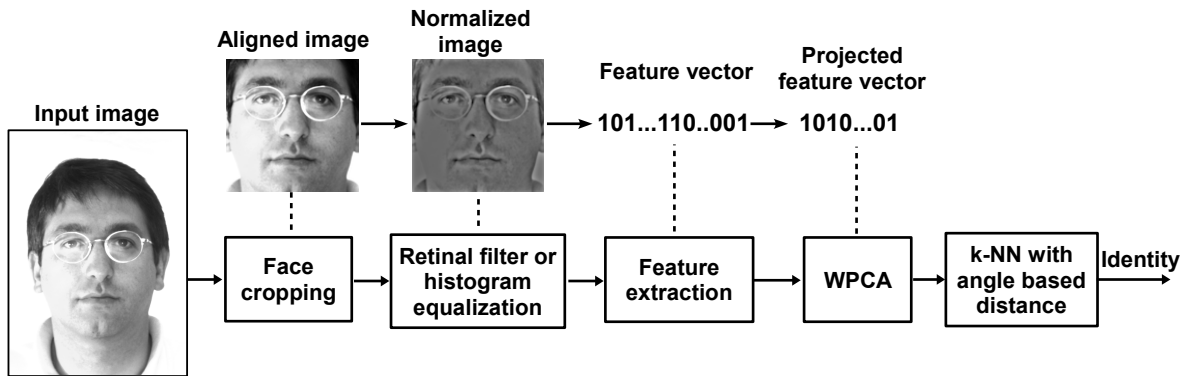 Input image
Aligned image
Normalized
image
Feature vector
Projected
feature vector
101...110..001
1010...01
Face
cropping
Retinal filter or
histogram
equalization
Feature
extraction
WPCA
k-NN with
angle based
distance
Identity